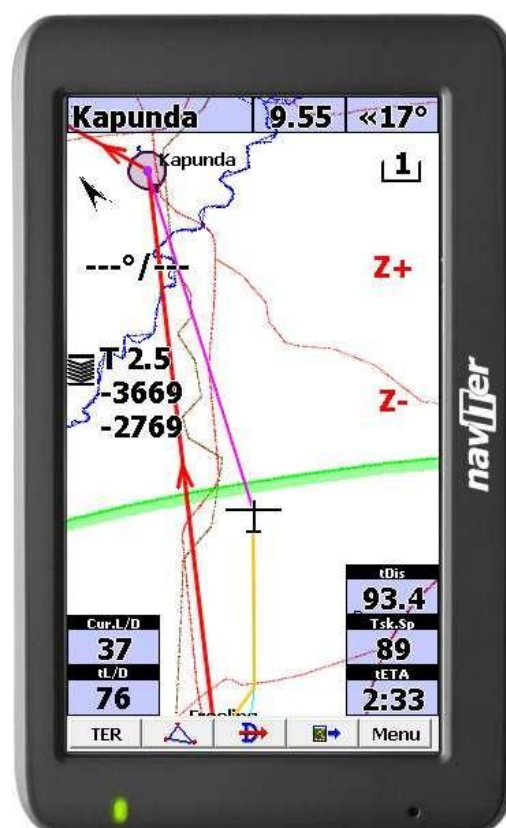 Kapunda 9.55 «17°
Kapunda
1
---°/---
Z+
T 2.5
-3669
-2769
Z-
naviter
tDis
93.4
Cur.L/D
37
Tsk.Sp
89
tL/D
76
tETA
2:33
Freeling
TER
Menu